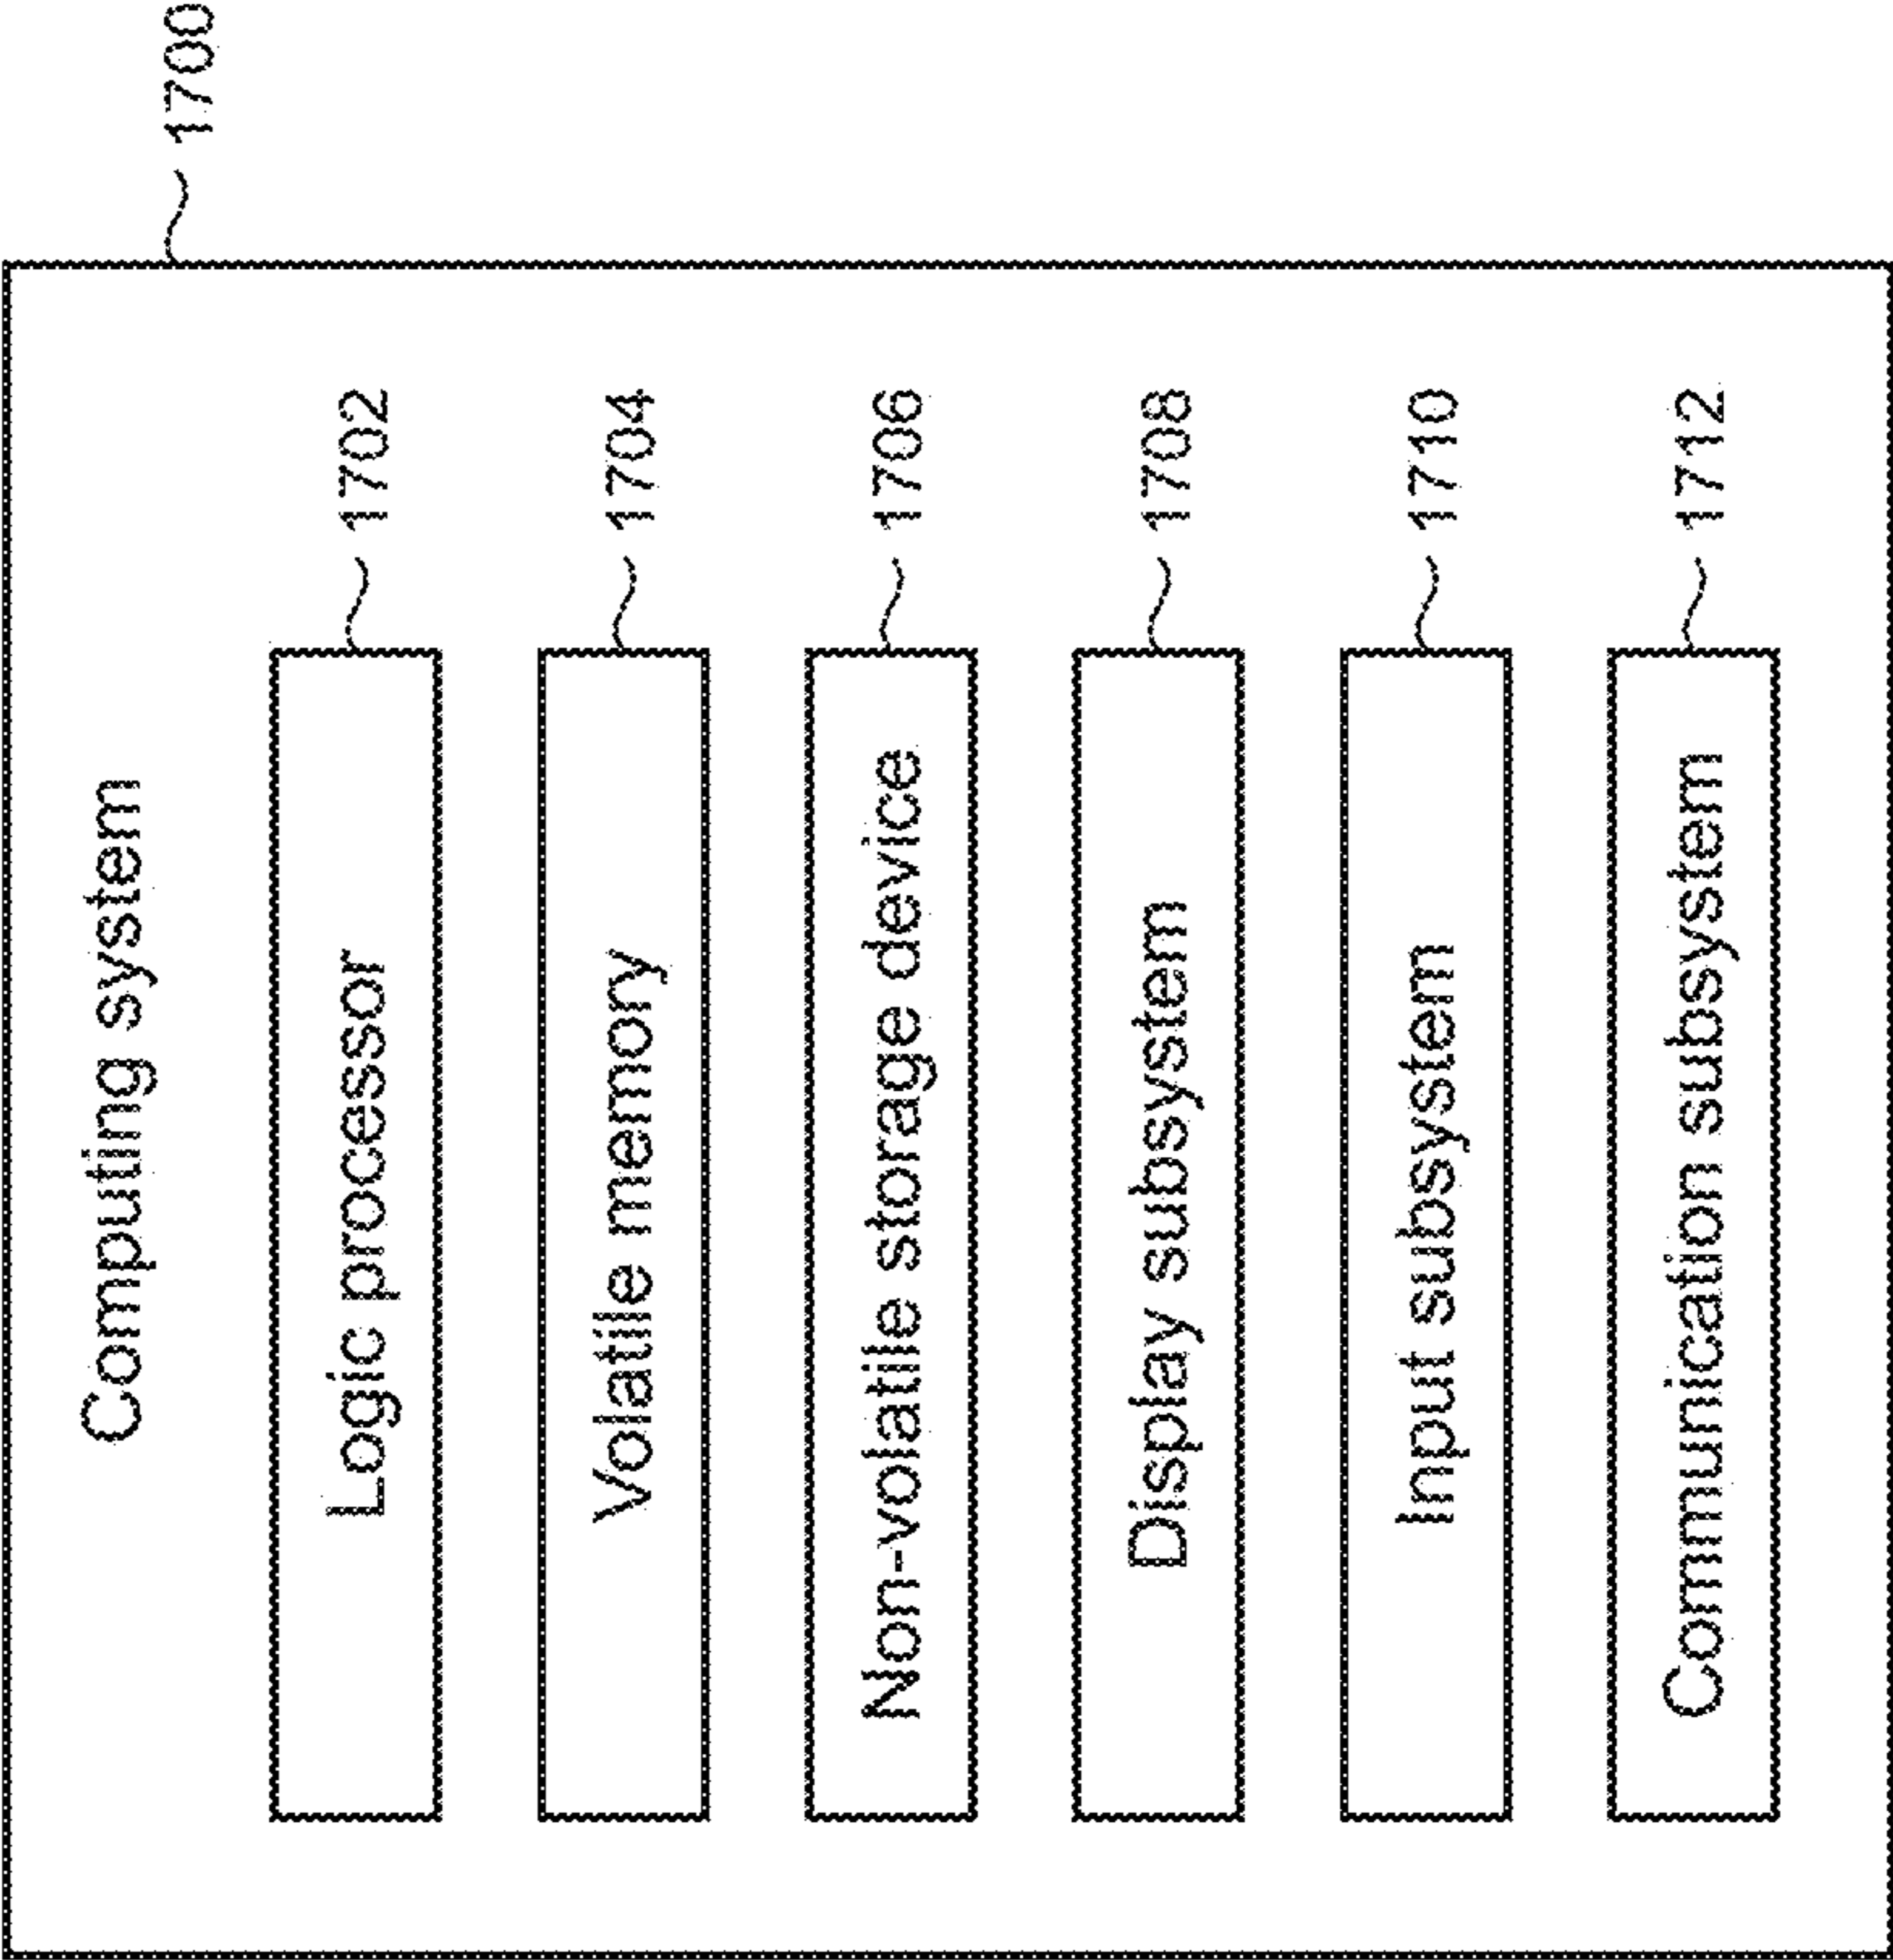 1700
Computing system
Logic processor 1702
Volatile memory 1704
Non-volatile storage device 1706
Display subsystem 1708
Input subsystem 1710
Communication subsystem 1712